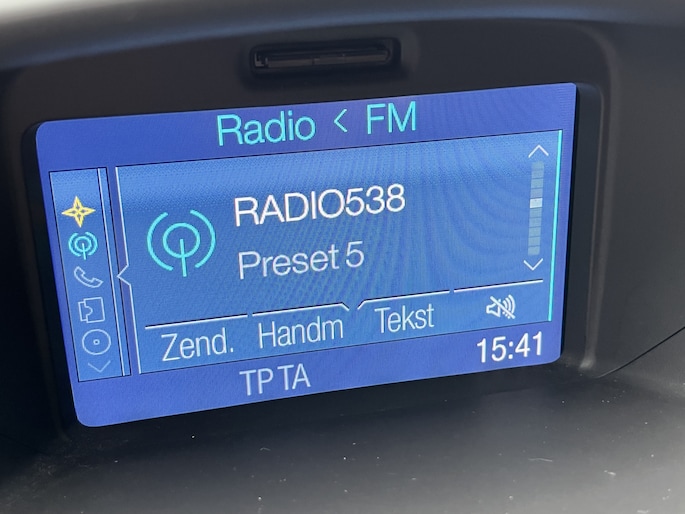 Radio < FM
RADIO538
Preset 5
Zend. Handm Tekst
TP TA 15:41